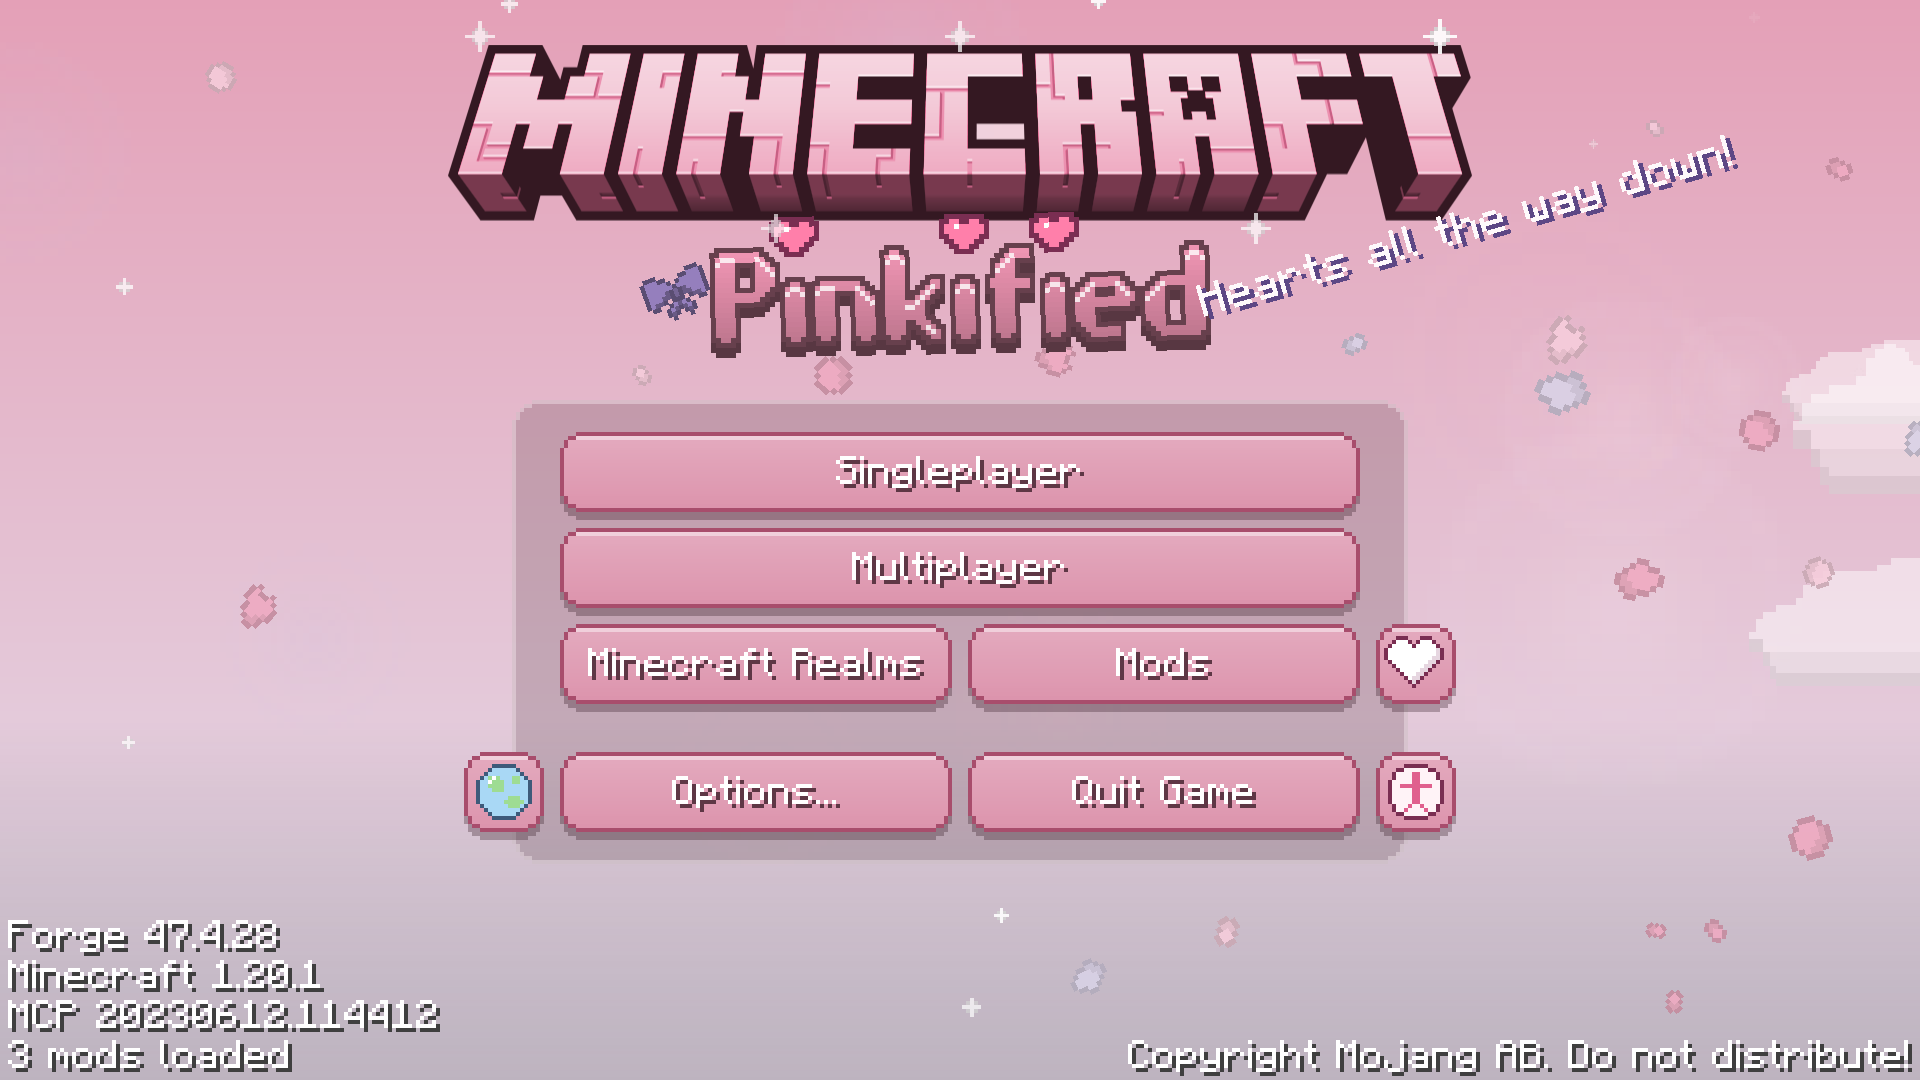 MINECRAFT
Pinkified
Hearts all the way down!
Singleplayer
Multiplayer
Minecraft Realms
Mods
Options...
Quit Game
Forge 47.4.28
Minecraft 1.20.1
MCP 20230612.114412
3 mods loaded
Copyright Mojang AB. Do not distribute!